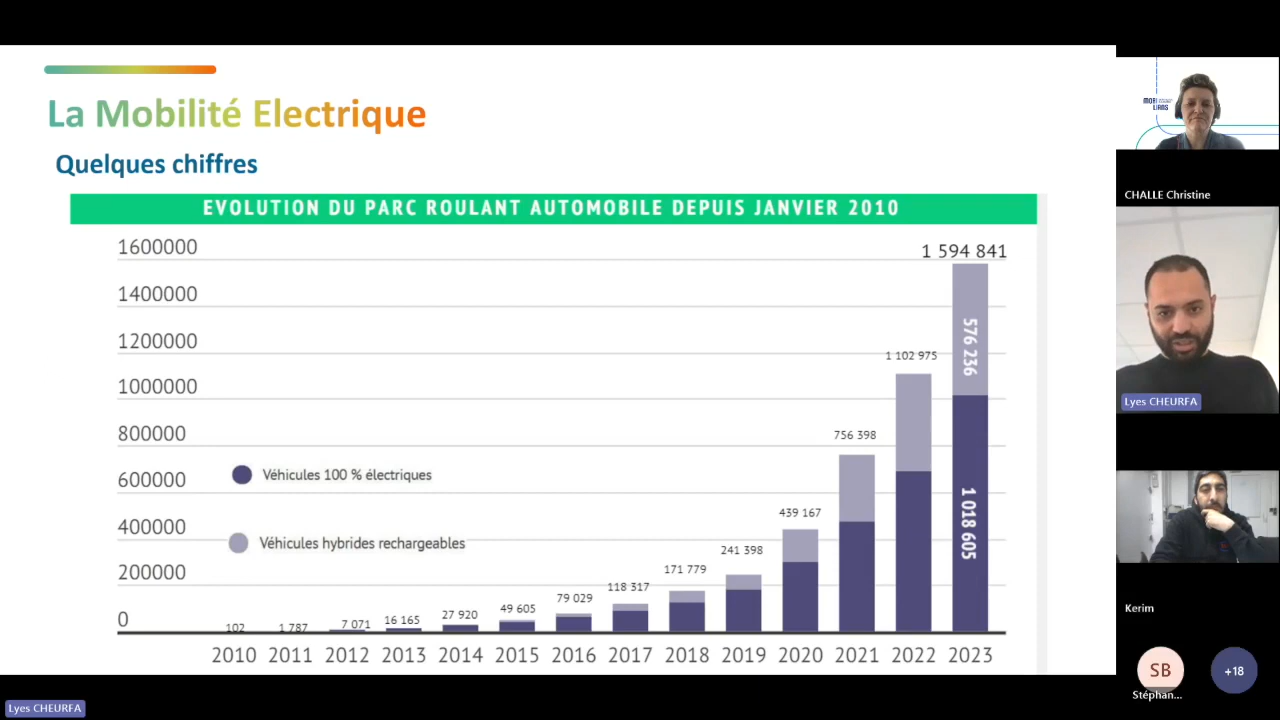 La Mobilité Electrique
Quelques chiffres
EVOLUTION DU PARC ROULANT AUTOMOBILE DEPUIS JANVIER 2010
1600000
1400000
1200000
1000000
800000
600000
400000
200000
0
Véhicules 100 % électriques
Véhicules hybrides rechargeables
102
1 787
7 071
16 165
27 920
49 605
79 029
118 317
171 779
241 398
439 167
756 398
1 102 975
1 594 841
576 236
1 018 605
2010 2011 2012 2013 2014 2015 2016 2017 2018 2019 2020 2021 2022 2023
CHALLE Christine
Lyes CHEURFA
Kerim
SB
Stéphan...
+18
Lyes CHEURFA